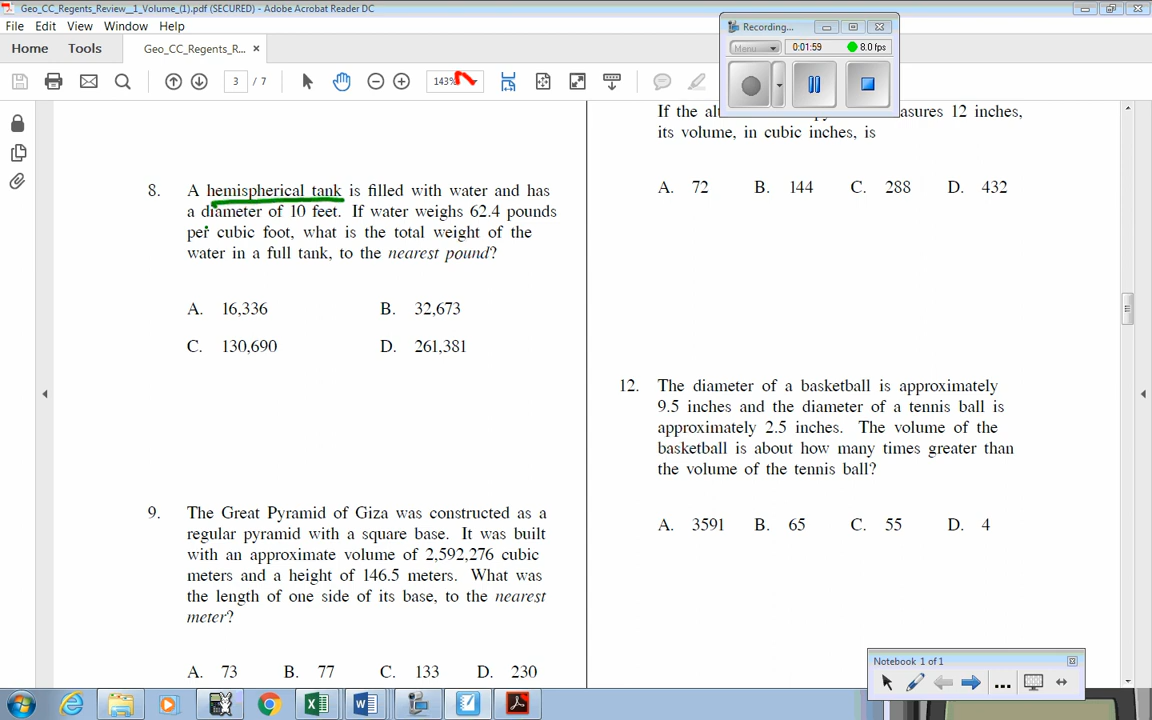 Geo_CC_Regents_Review__1_Volume_(1).pdf (SECURED) - Adobe Acrobat Reader DC
File Edit View Window Help
Home Tools Geo_CC_Regents_R... ×
3 / 7 143%
Recording...
Menu 0:01:59 8.0 fps
8. A hemispherical tank is filled with water and has
a diameter of 10 feet. If water weighs 62.4 pounds
per cubic foot, what is the total weight of the
water in a full tank, to the nearest pound?
A. 16,336 B. 32,673
C. 130,690 D. 261,381
9. The Great Pyramid of Giza was constructed as a
regular pyramid with a square base. It was built
with an approximate volume of 2,592,276 cubic
meters and a height of 146.5 meters. What was
the length of one side of its base, to the nearest
meter?
A. 73 B. 77 C. 133 D. 230
If the 12 inches,
its volume, in cubic inches, is
A. 72 B. 144 C. 288 D. 432
12. The diameter of a basketball is approximately
9.5 inches and the diameter of a tennis ball is
approximately 2.5 inches. The volume of the
basketball is about how many times greater than
the volume of the tennis ball?
A. 3591 B. 65 C. 55 D. 4
Notebook 1 of 1
...